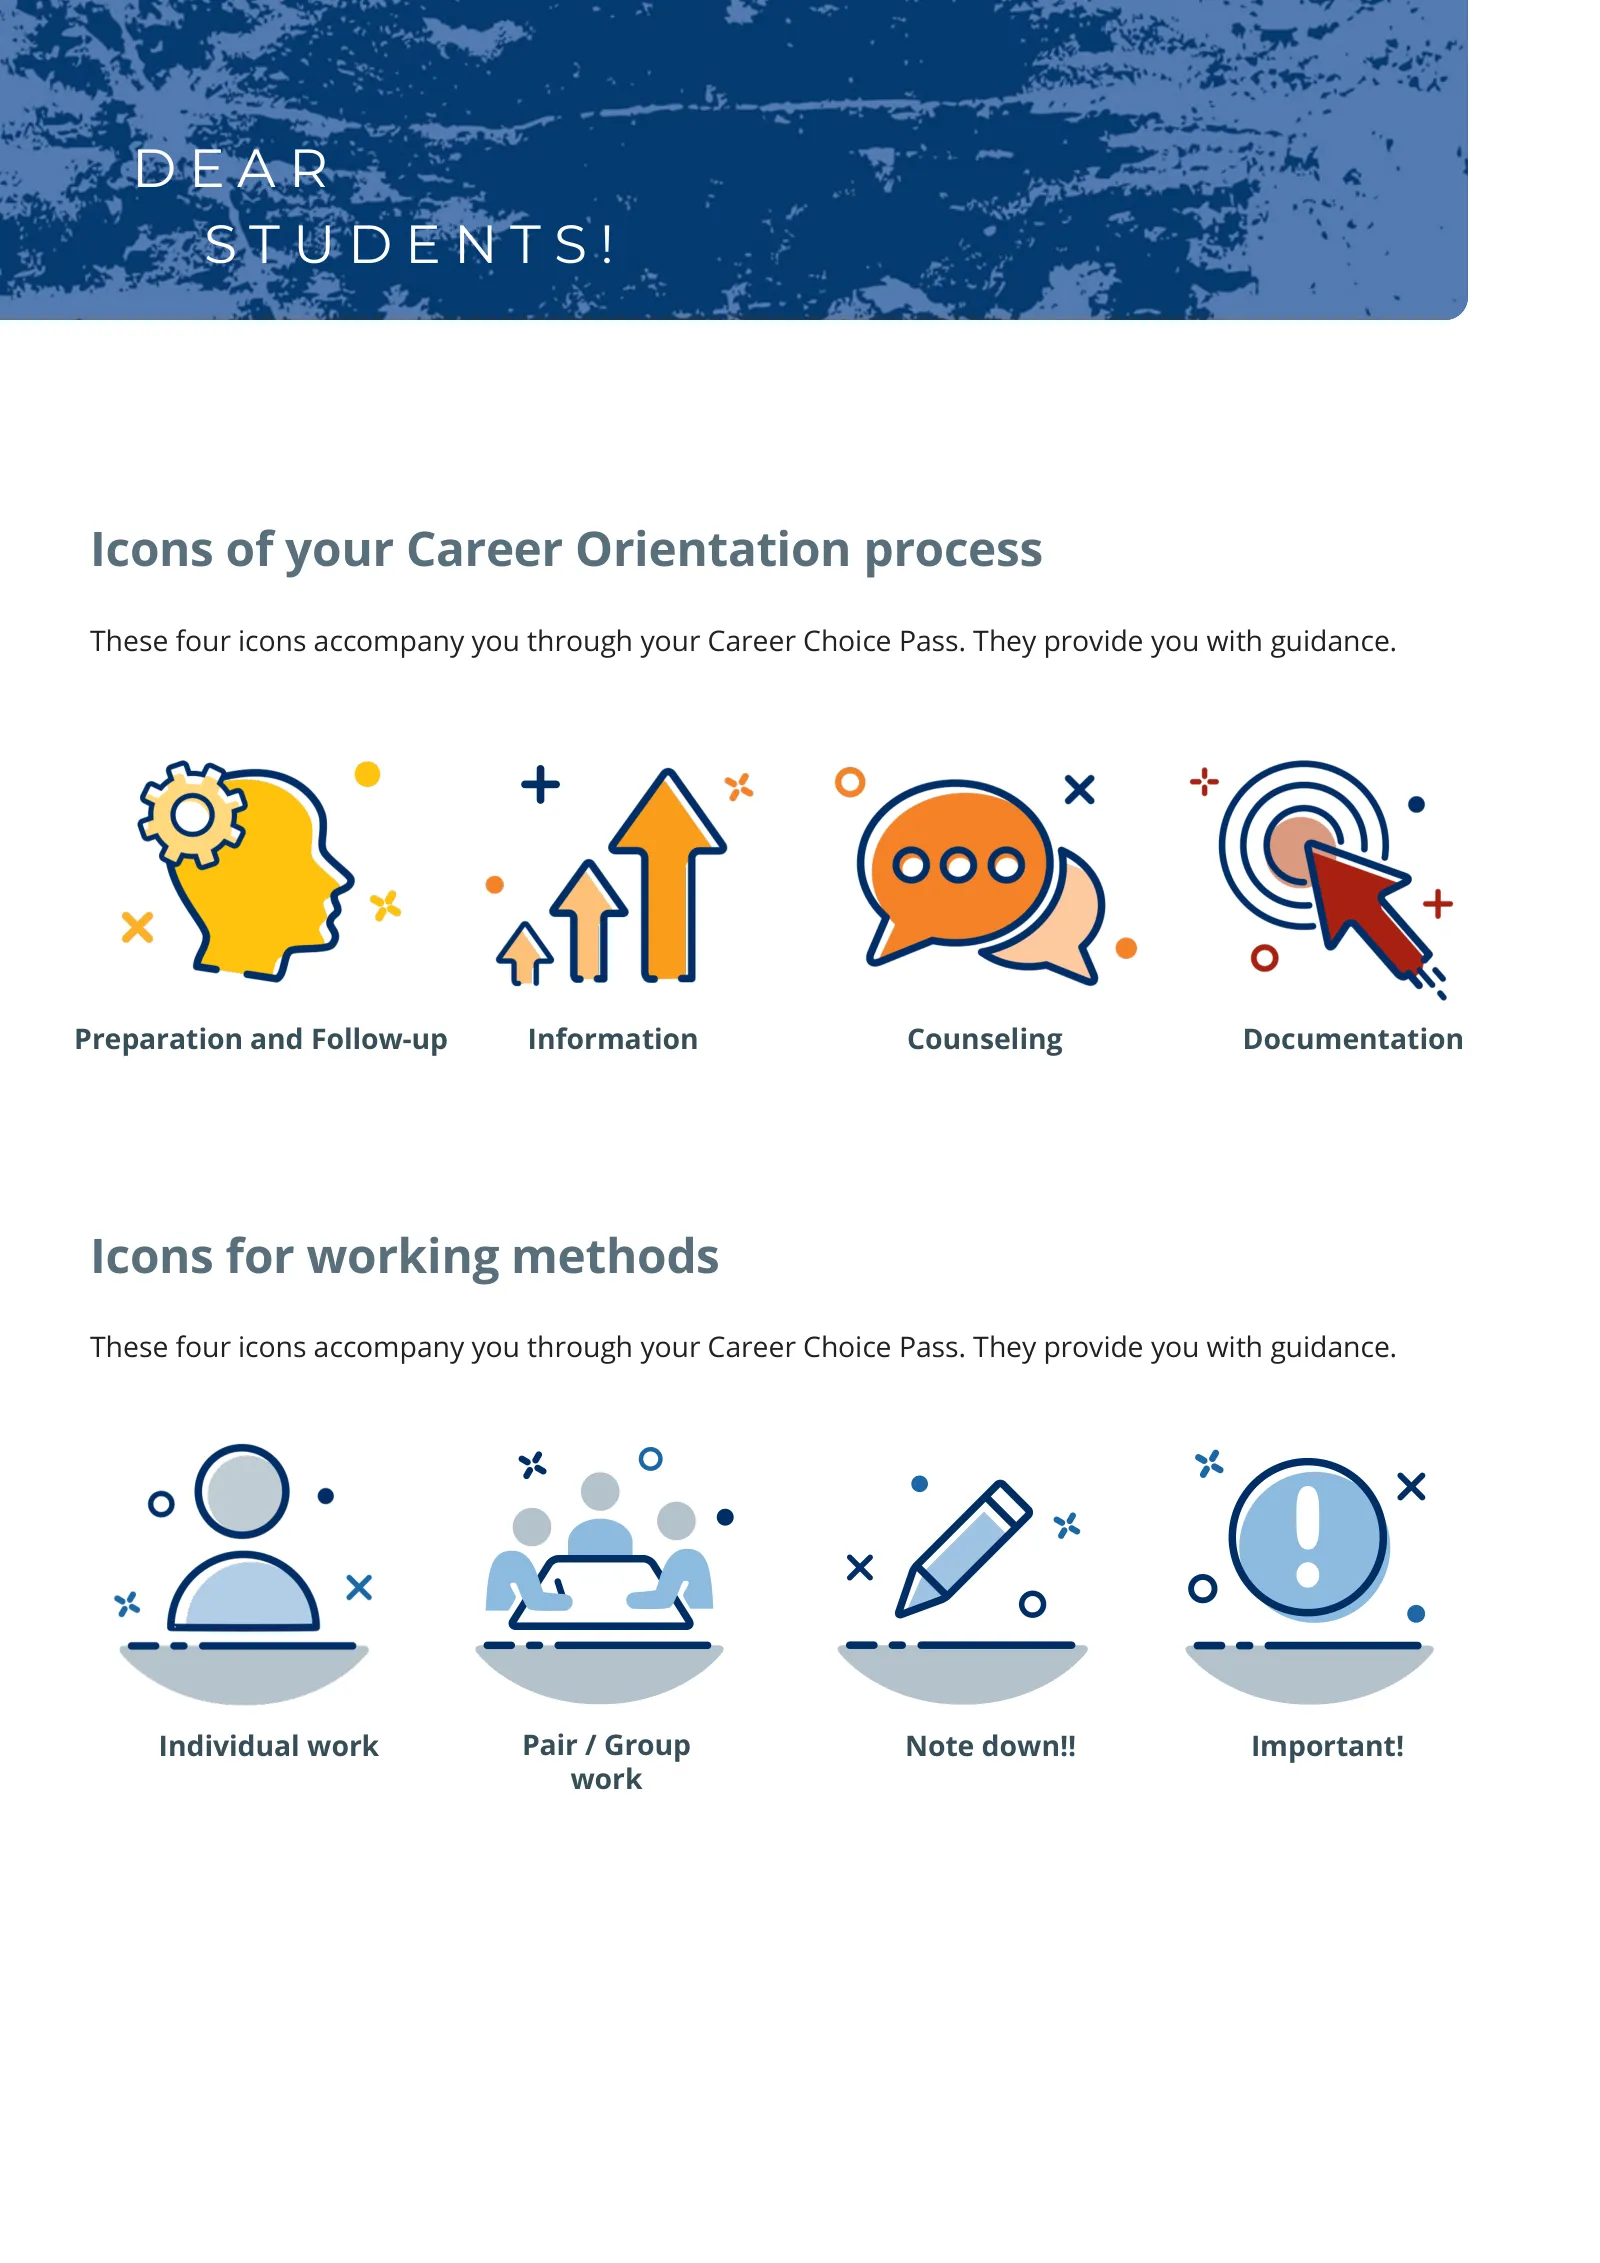 DEAR
STUDENTS!
Icons of your Career Orientation process
These four icons accompany you through your Career Choice Pass. They provide you with guidance.
Preparation and Follow-up
Information
Counseling
Documentation
Icons for working methods
These four icons accompany you through your Career Choice Pass. They provide you with guidance.
Individual work
Pair / Group
work
Note down!!
Important!